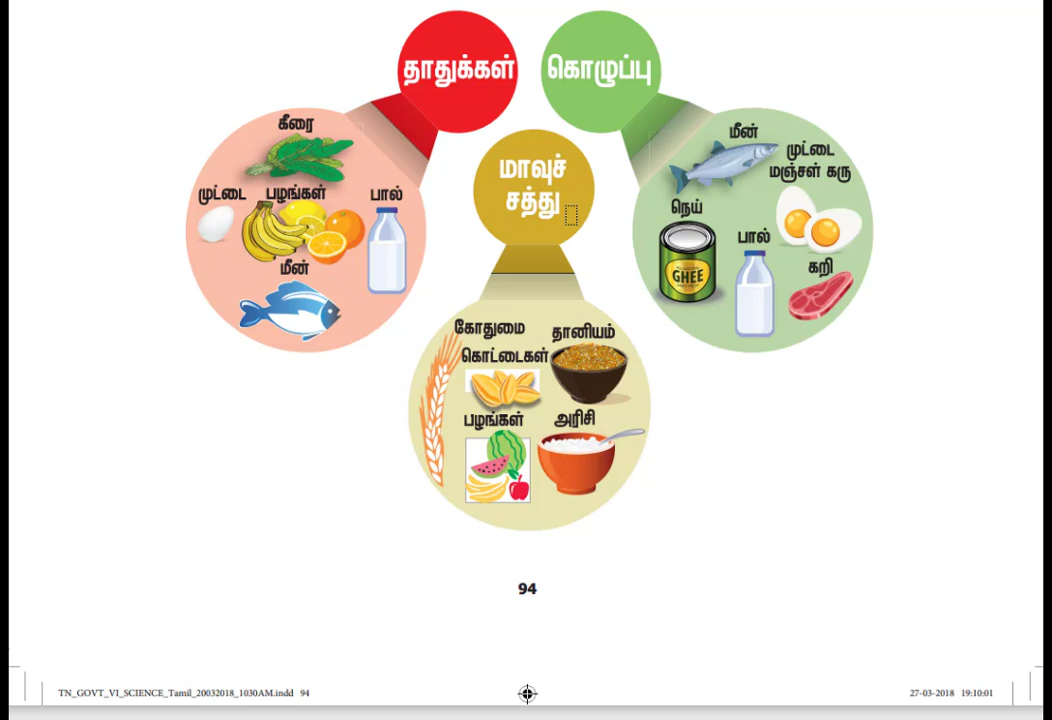 தாதுக்கள்
கொழுப்பு
மாவுச்
சத்து
கீரை
முட்டை
பழங்கள்
பால்
மீன்
மீன்
முட்டை
மஞ்சள் கரு
நெய்
பால்
GHEE
கறி
கோதுமை
தானியம்
கொட்டைகள்
பழங்கள்
அரிசி
94
TN_GOVT_VI_SCIENCE_Tamil_20032018_1030AM.indd 94
27-03-2018 19:10:01